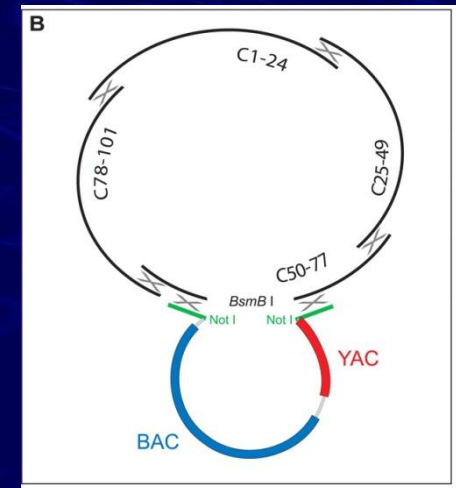 B
C1-24
C78-101
C25-49
C50-77
BsmB I
Not I Not I
YAC
BAC